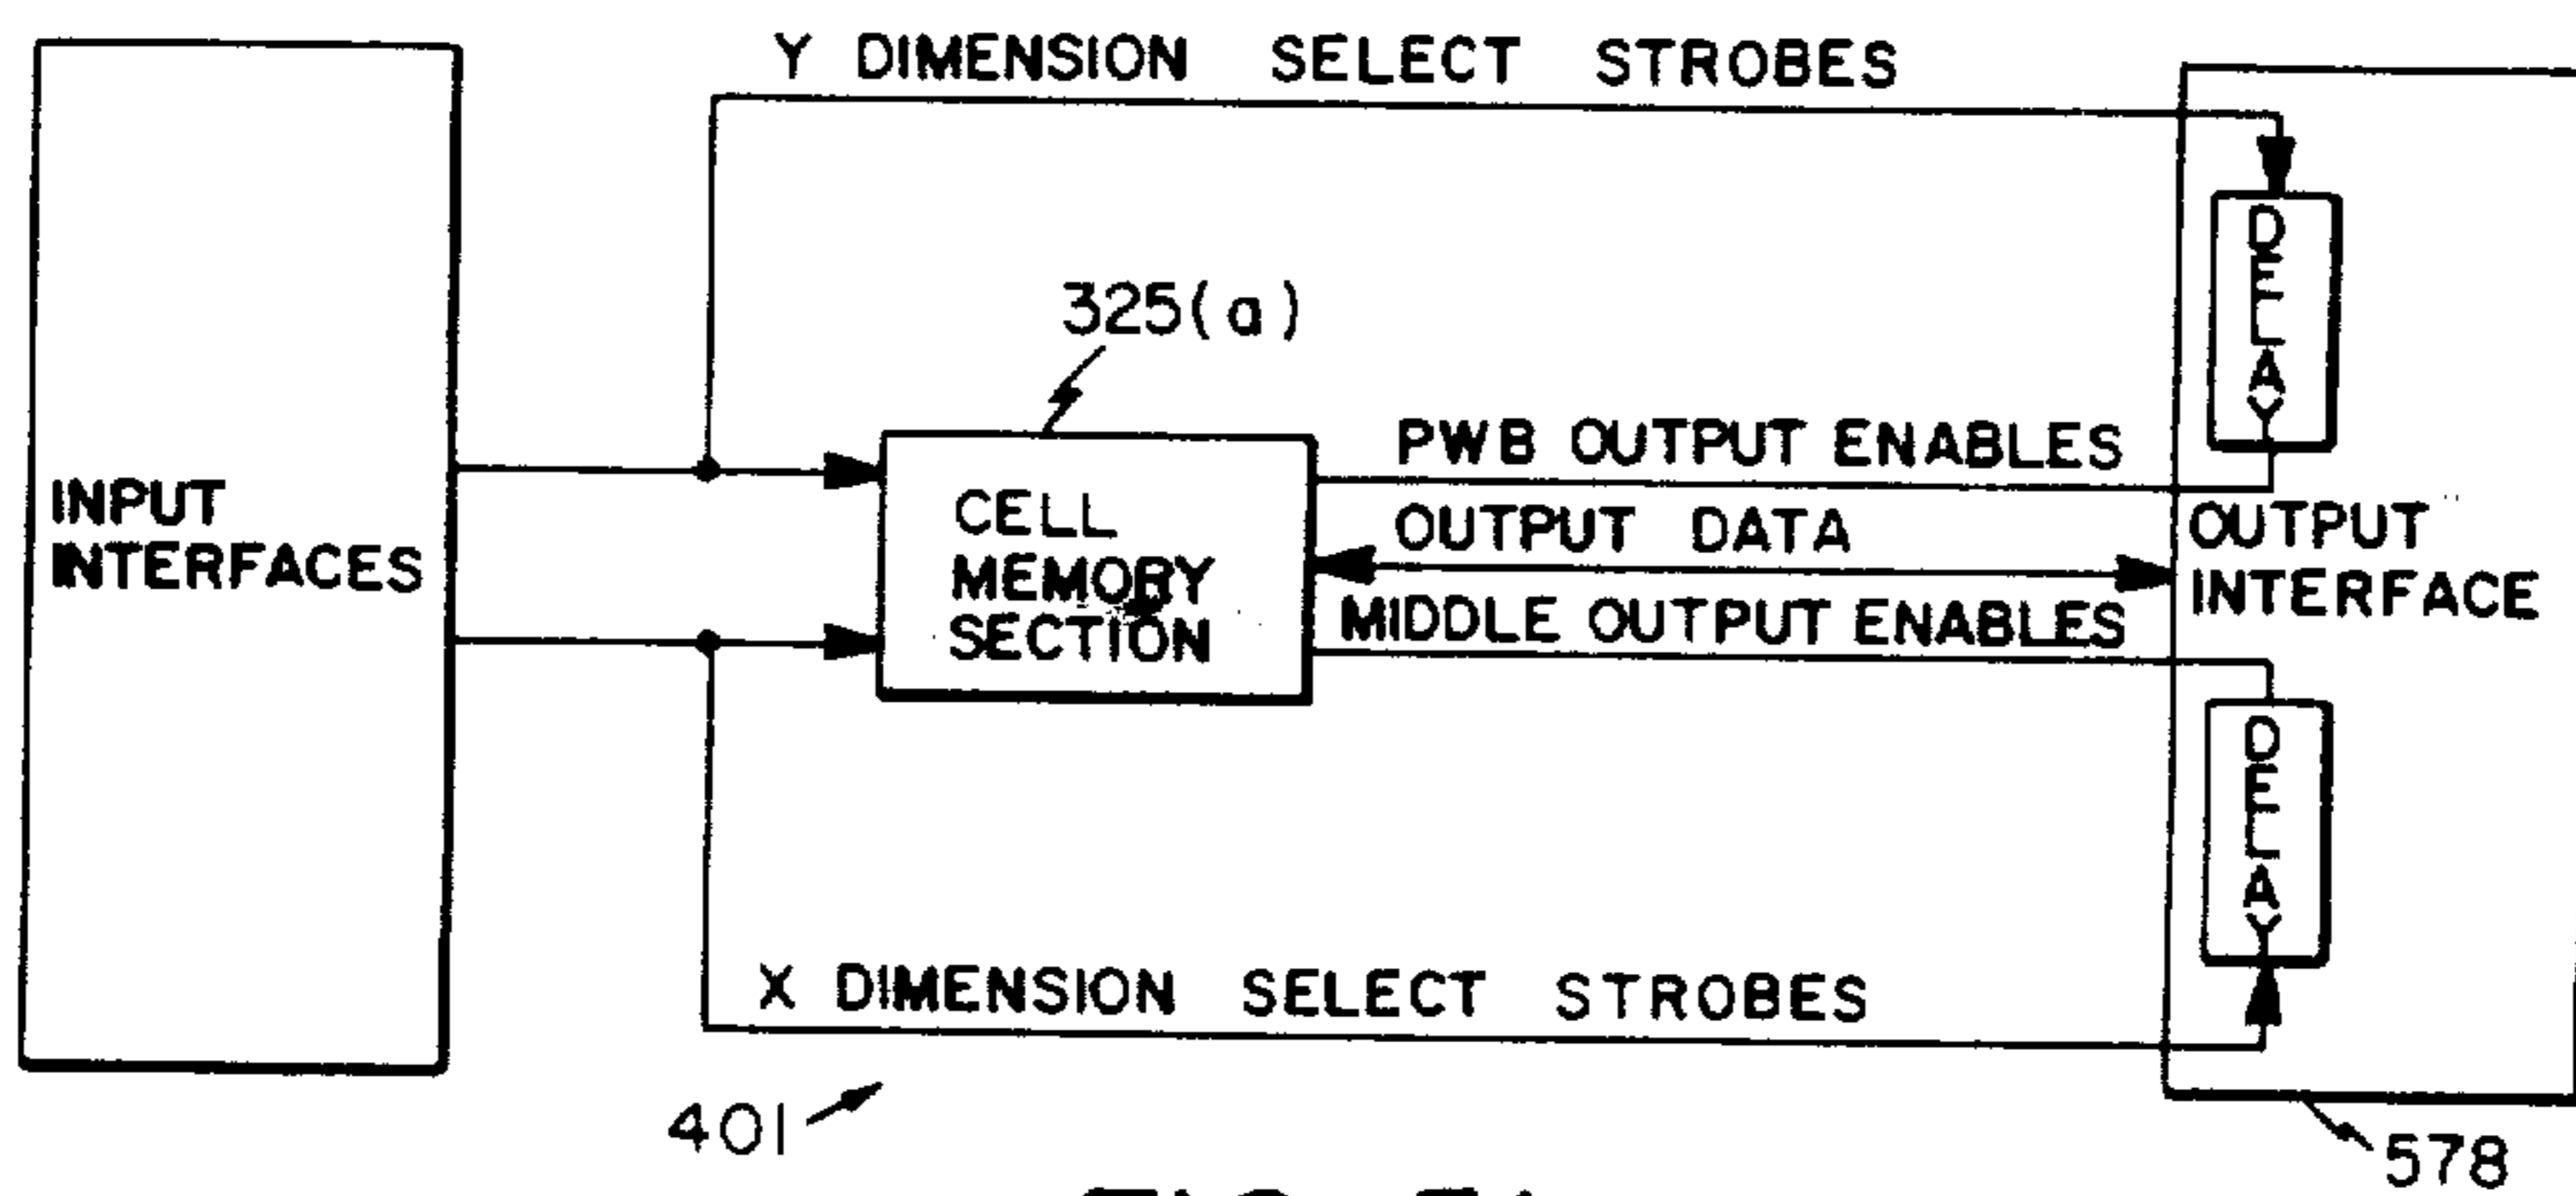 Y DIMENSION SELECT STROBES
325(a)
DELAY
PWB OUTPUT ENABLES
INPUT
INTERFACES
CELL
MEMORY
SECTION
OUTPUT DATA
OUTPUT
INTERFACE
MIDDLE OUTPUT ENABLES
DELAY
X DIMENSION SELECT STROBES
401
578